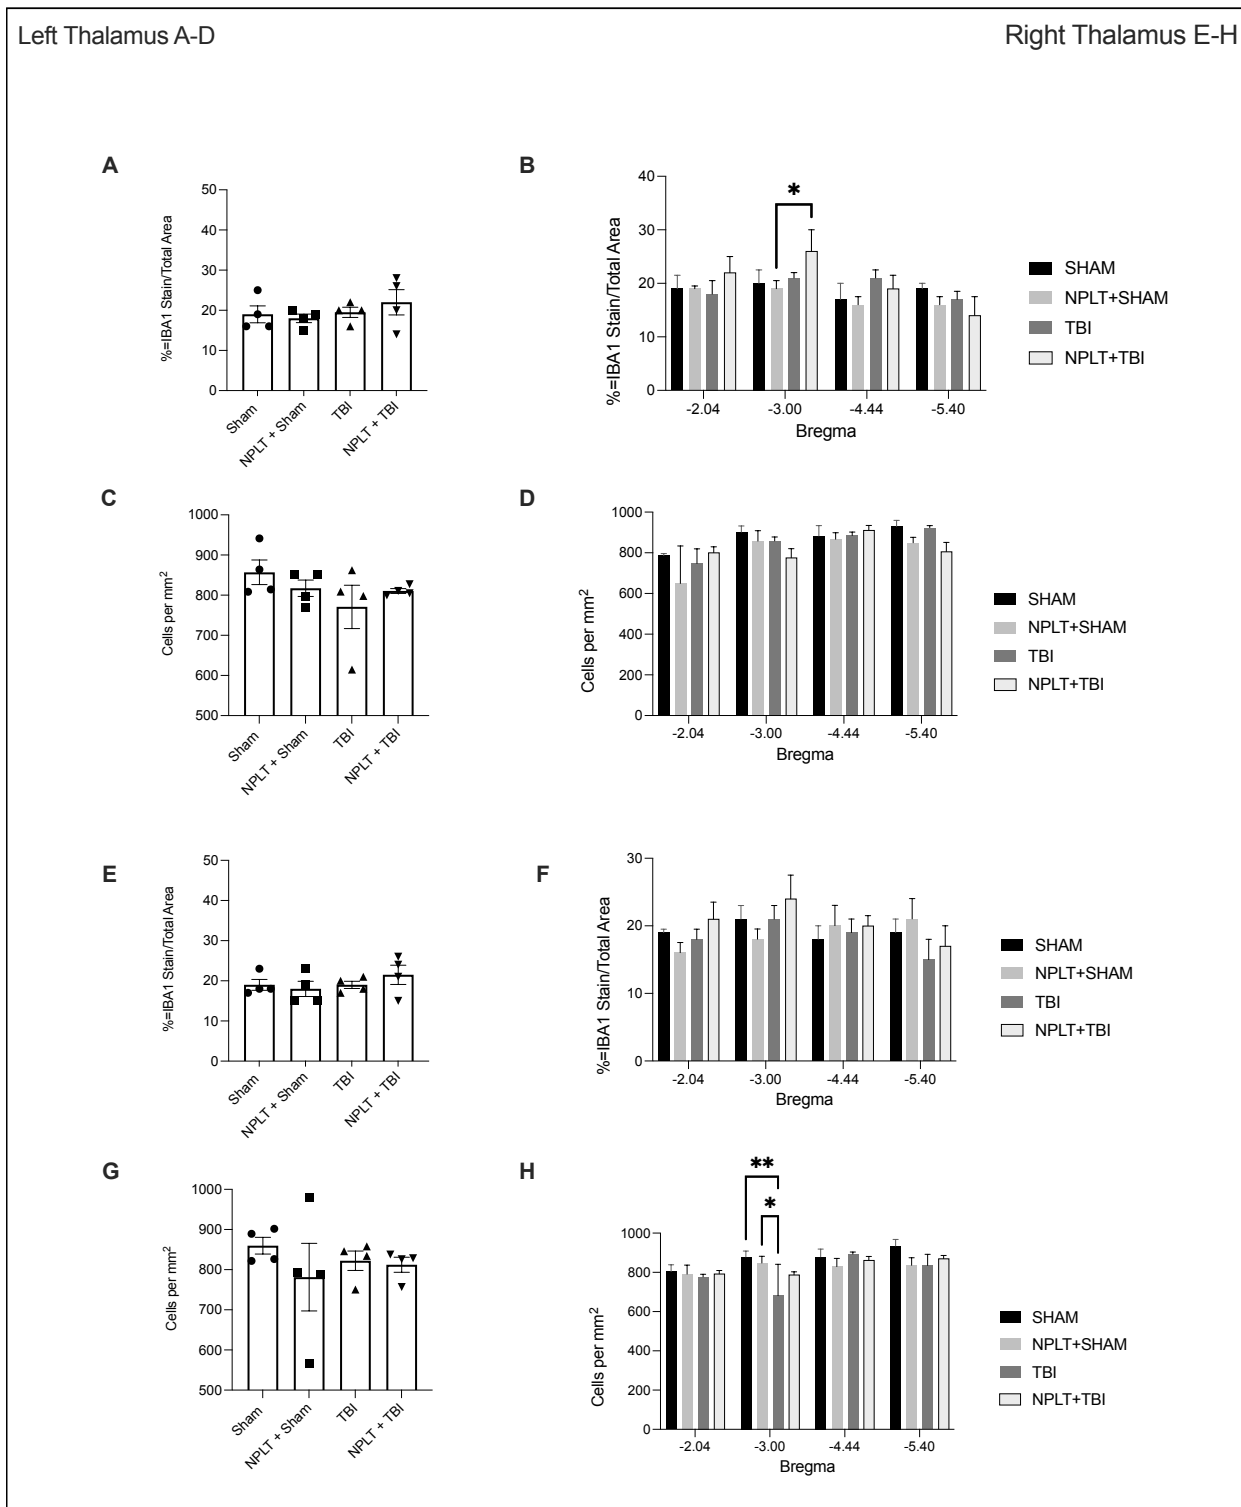 Left Thalamus A-D
Right Thalamus E-H
A
%=IBA1 Stain/Total Area
50
40
30
20
10
0
Sham
NPLT + Sham
TBI
NPLT + TBI
B
%=IBA1 Stain/Total Area
40
30
20
10
0
*
-2.04
-3.00
-4.44
-5.40
Bregma
SHAM
NPLT+SHAM
TBI
NPLT+TBI
C
Cells per mm²
1000
900
800
700
600
500
Sham
NPLT + Sham
TBI
NPLT + TBI
D
Cells per mm²
1000
800
600
400
200
0
-2.04
-3.00
-4.44
-5.40
Bregma
SHAM
NPLT+SHAM
TBI
NPLT+TBI
E
%=IBA1 Stain/Total Area
50
40
30
20
10
0
Sham
NPLT + Sham
TBI
NPLT + TBI
F
%=IBA1 Stain/Total Area
30
20
10
0
-2.04
-3.00
-4.44
-5.40
Bregma
SHAM
NPLT+SHAM
TBI
NPLT+TBI
G
Cells per mm²
1000
900
800
700
600
500
Sham
NPLT + Sham
TBI
NPLT + TBI
H
Cells per mm²
1000
800
600
400
200
0
**
*
-2.04
-3.00
-4.44
-5.40
Bregma
SHAM
NPLT+SHAM
TBI
NPLT+TBI